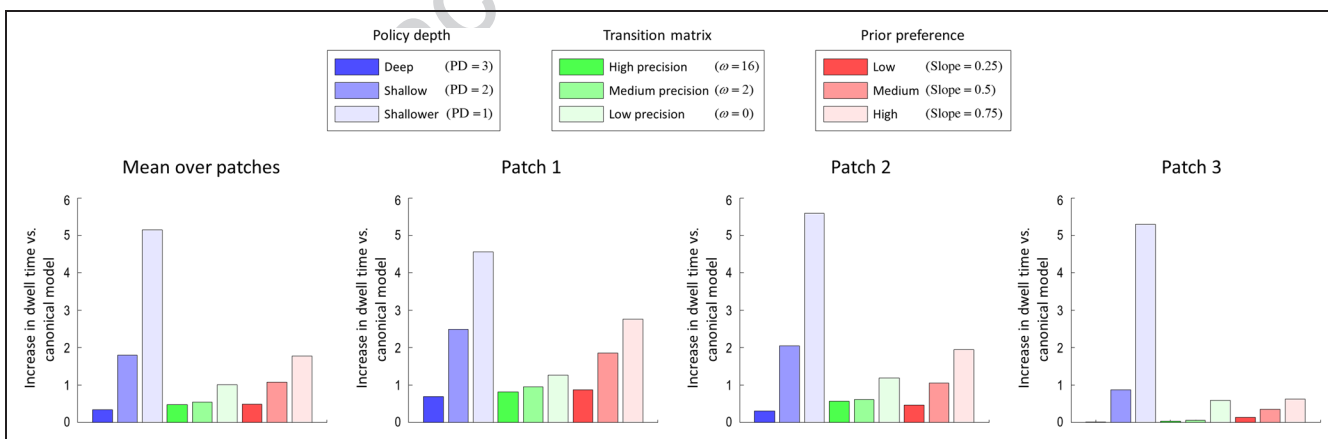 Policy depth
Deep (PD = 3)
Shallow (PD = 2)
Shallower (PD = 1)
Transition matrix
High precision (ω = 16)
Medium precision (ω = 2)
Low precision (ω = 0)
Prior preference
Low (Slope = 0.25)
Medium (Slope = 0.5)
High (Slope = 0.75)
Mean over patches
Increase in dwell time vs.
canonical model
6
5
4
3
2
1
0
Patch 1
Increase in dwell time vs.
canonical model
6
5
4
3
2
1
0
Patch 2
Increase in dwell time vs.
canonical model
6
5
4
3
2
1
0
Patch 3
Increase in dwell time vs.
canonical model
6
5
4
3
2
1
0